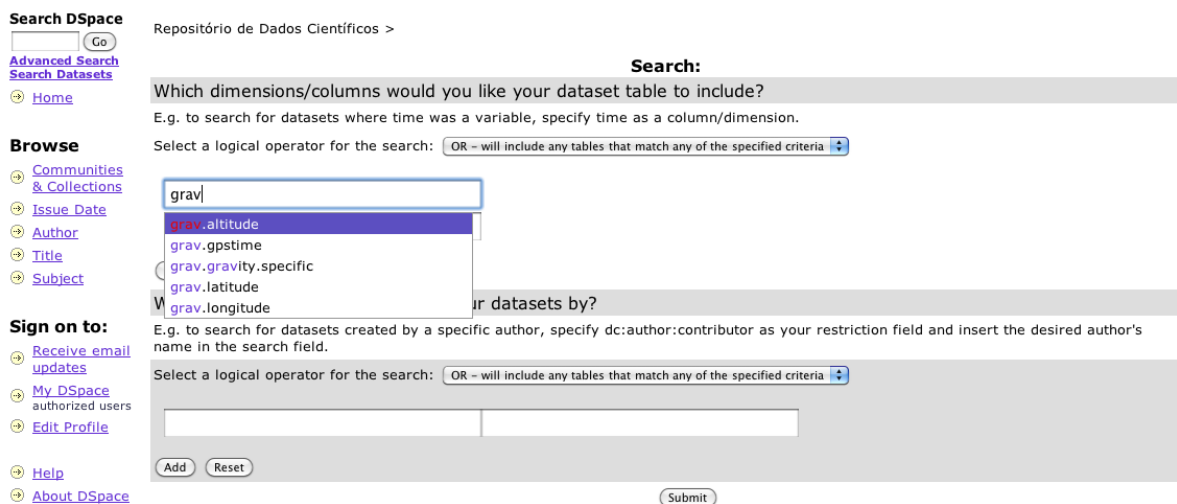 Search DSpace
Go
Advanced Search
Search Datasets
Home
Browse
Communities
& Collections
Issue Date
Author
Title
Subject
Sign on to:
Receive email
updates
My DSpace
authorized users
Edit Profile
Help
About DSpace
Repositório de Dados Científicos >
Search:
Which dimensions/columns would you like your dataset table to include?
E.g. to search for datasets where time was a variable, specify time as a column/dimension.
Select a logical operator for the search: OR – will include any tables that match any of the specified criteria
grav
grav.altitude
grav.gpstime
grav.gravity.specific
grav.latitude
grav.longitude
datasets by?
E.g. to search for datasets created by a specific author, specify dc:author:contributor as your restriction field and insert the desired author's
name in the search field.
Select a logical operator for the search: OR – will include any tables that match any of the specified criteria
Add Reset
Submit